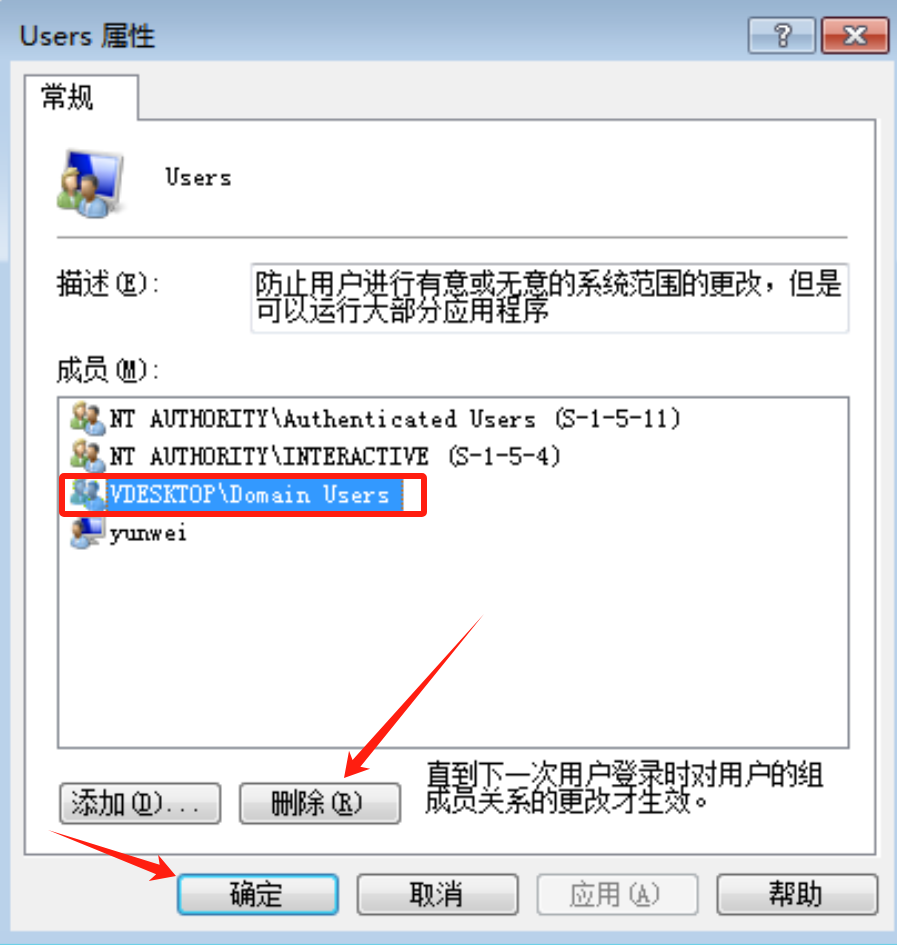 Users 属性
常规
Users
描述(E):
防止用户进行有意或无意的系统范围的更改，但是
可以运行大部分应用程序
成员(M):
NT AUTHORITY\Authenticated Users (S-1-5-11)
NT AUTHORITY\INTERACTIVE (S-1-5-4)
VDESKTOP\Domain Users
yunwei
添加(D)...
删除(R)
直到下一次用户登录时对用户的组
成员关系的更改才生效。
确定
取消
应用(A)
帮助